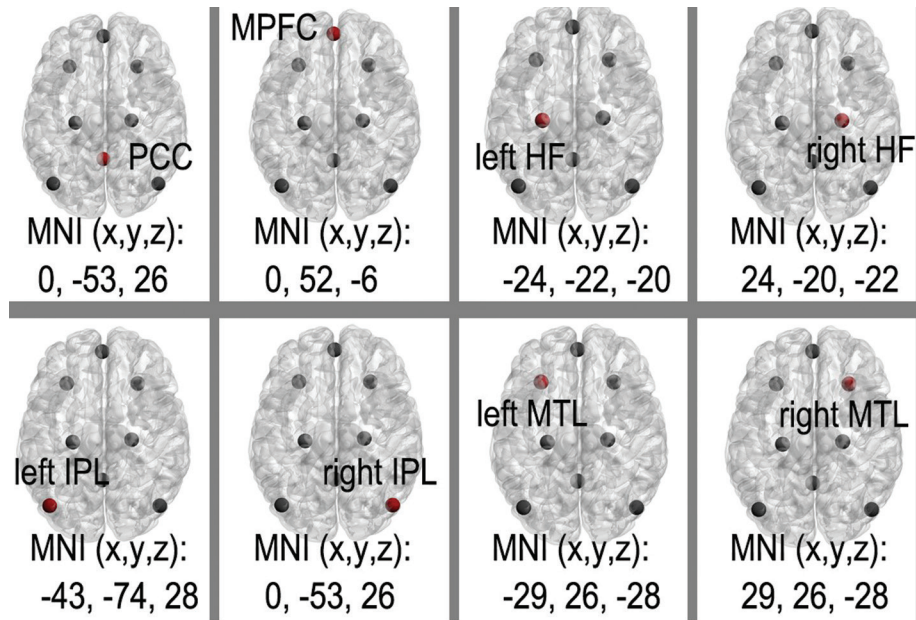 PCC
MNI (x,y,z):
0, -53, 26
MPFC
MNI (x,y,z):
0, 52, -6
left HF
MNI (x,y,z):
-24, -22, -20
right HF
MNI (x,y,z):
24, -20, -22
left IPL
MNI (x,y,z):
-43, -74, 28
right IPL
MNI (x,y,z):
0, -53, 26
left MTL
MNI (x,y,z):
-29, 26, -28
right MTL
MNI (x,y,z):
29, 26, -28